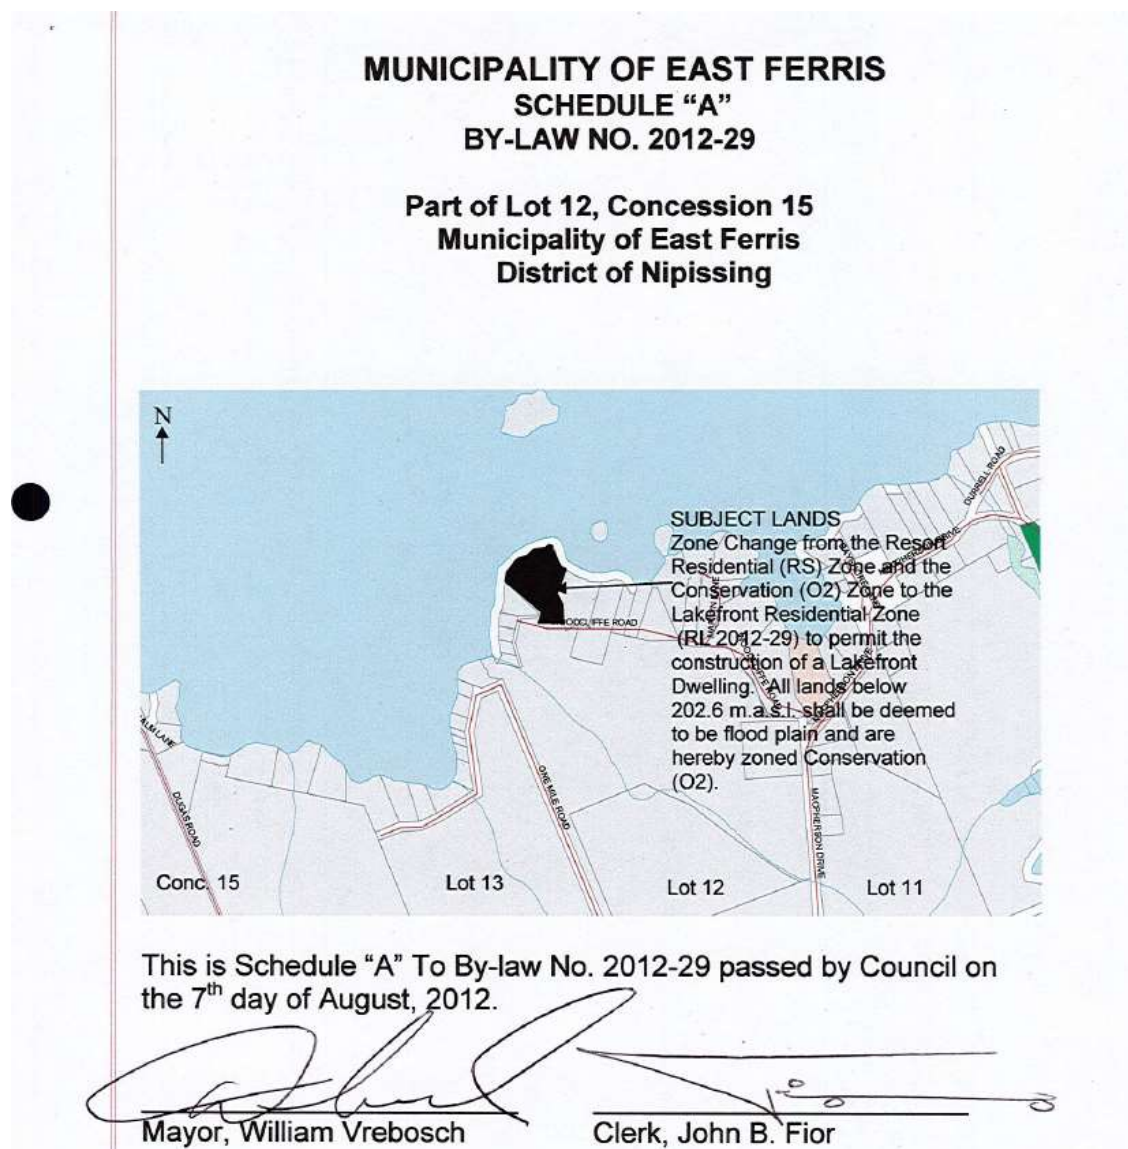 MUNICIPALITY OF EAST FERRIS
SCHEDULE “A”
BY-LAW NO. 2012-29
Part of Lot 12, Concession 15
Municipality of East Ferris
District of Nipissing
N
SUBJECT LANDS
Zone Change from the Resort
Residential (RS) Zone and the
Conservation (O2) Zone to the
Lakefront Residential Zone
(RL 2012-29) to permit the
construction of a Lakefront
Dwelling. All lands below
202.6 m.a.s.l. shall be deemed
to be flood plain and are
hereby zoned Conservation
(O2).
DURRELL ROAD
ROAD
LANE
DUGAS ROAD
ONE MILE ROAD
MACPHERSON DRIVE
Conc. 15
Lot 13
Lot 12
Lot 11
This is Schedule “A” To By-law No. 2012-29 passed by Council on
the 7th day of August, 2012.
Mayor, William Vrebosch
Clerk, John B. Fior